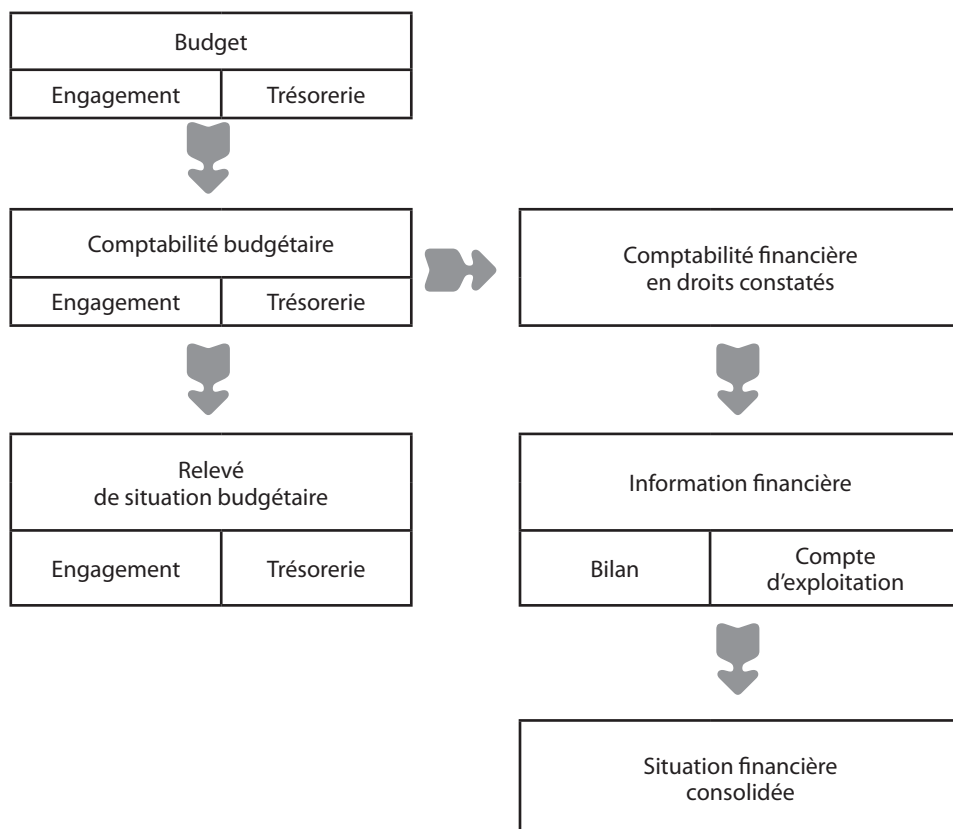 Budget
Engagement
Trésorerie
Comptabilité budgétaire
Engagement
Trésorerie
Comptabilité financière
en droits constatés
Relevé
de situation budgétaire
Engagement
Trésorerie
Information financière
Bilan
Compte
d'exploitation
Situation financière
consolidée